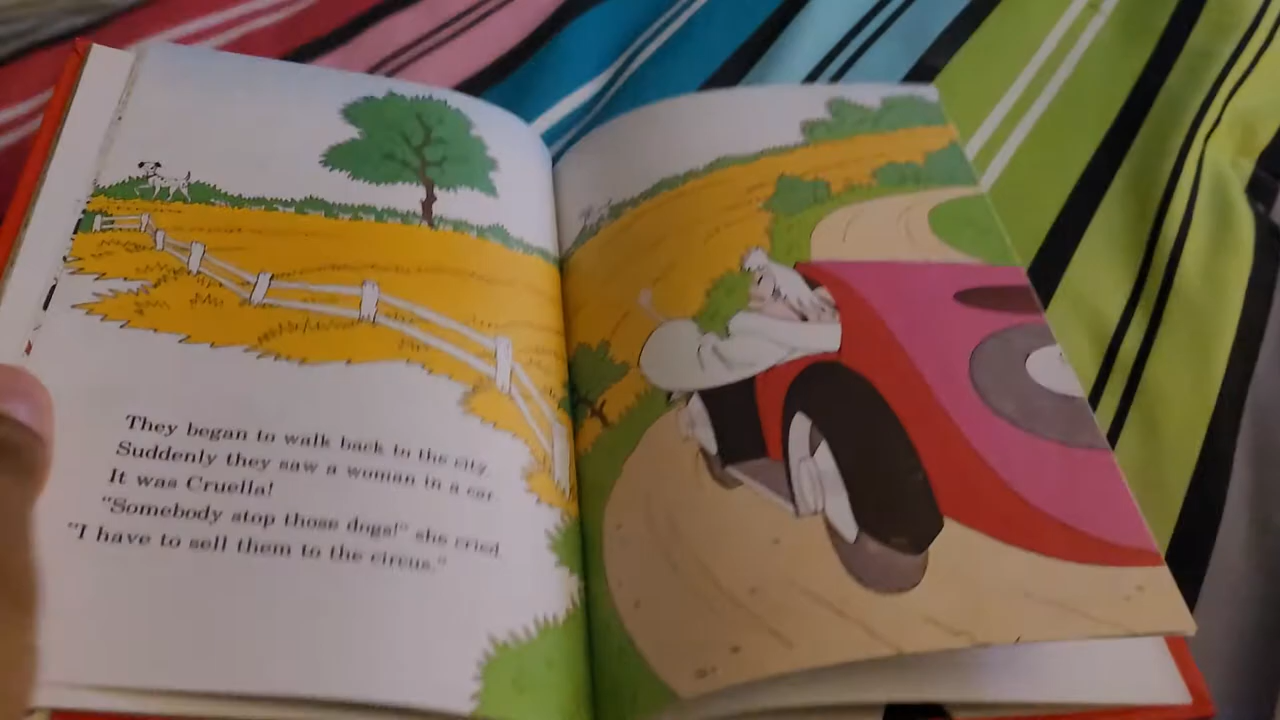 They began to walk back to the city.
Suddenly they saw a woman in a car.
It was Cruella!
"Somebody stop those dogs!" she cried.
"I have to sell them to the circus."